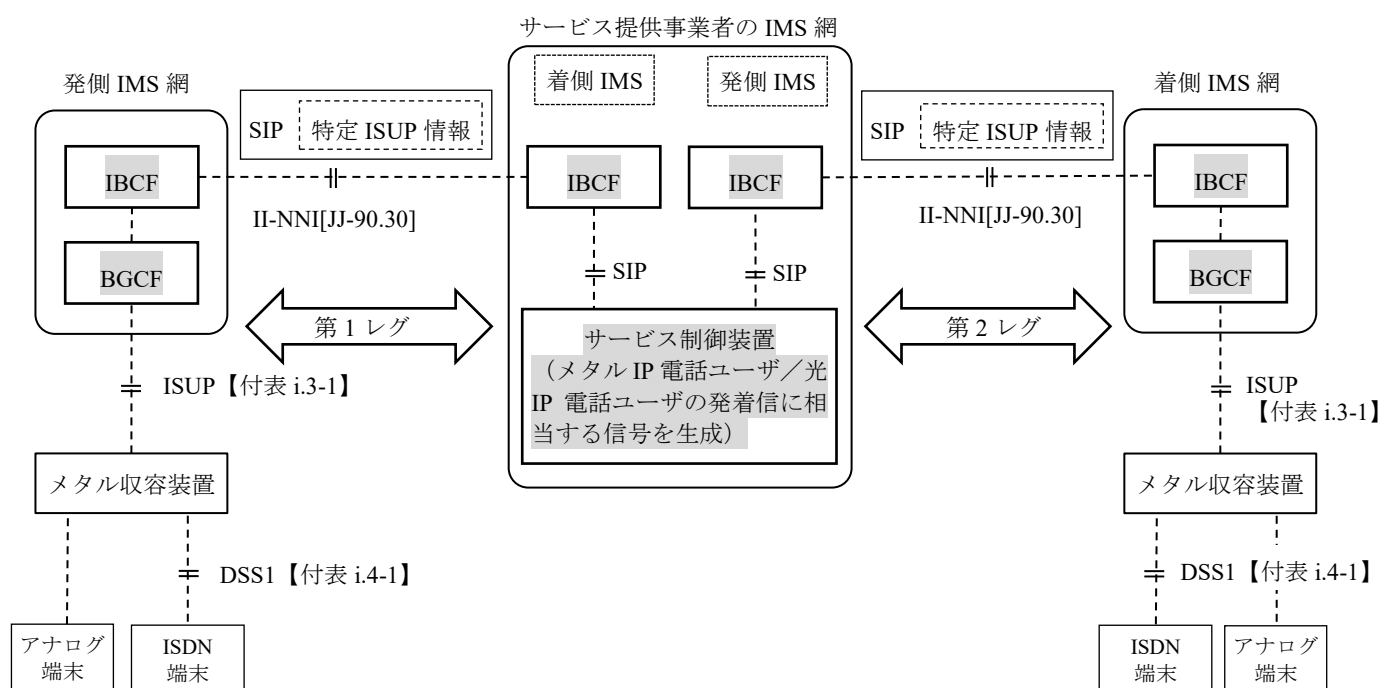 サービス提供事業者の IMS 網
発側 IMS 網
着側 IMS
発側 IMS
着側 IMS 網
SIP
特定 ISUP 情報
SIP
特定 ISUP 情報
IBCF
IBCF
IBCF
IBCF
II-NNI[JJ-90.30]
II-NNI[JJ-90.30]
BGCF
SIP
SIP
BGCF
第 1 レグ
サービス制御装置
(メタル IP 電話ユーザ/光
IP 電話ユーザの発着信に相
当する信号を生成)
第 2 レグ
ISUP【付表 i.3-1】
ISUP
【付表 i.3-1】
メタル収容装置
メタル収容装置
DSS1【付表 i.4-1】
DSS1【付表 i.4-1】
アナログ
端末
ISDN
端末
ISDN
端末
アナログ
端末